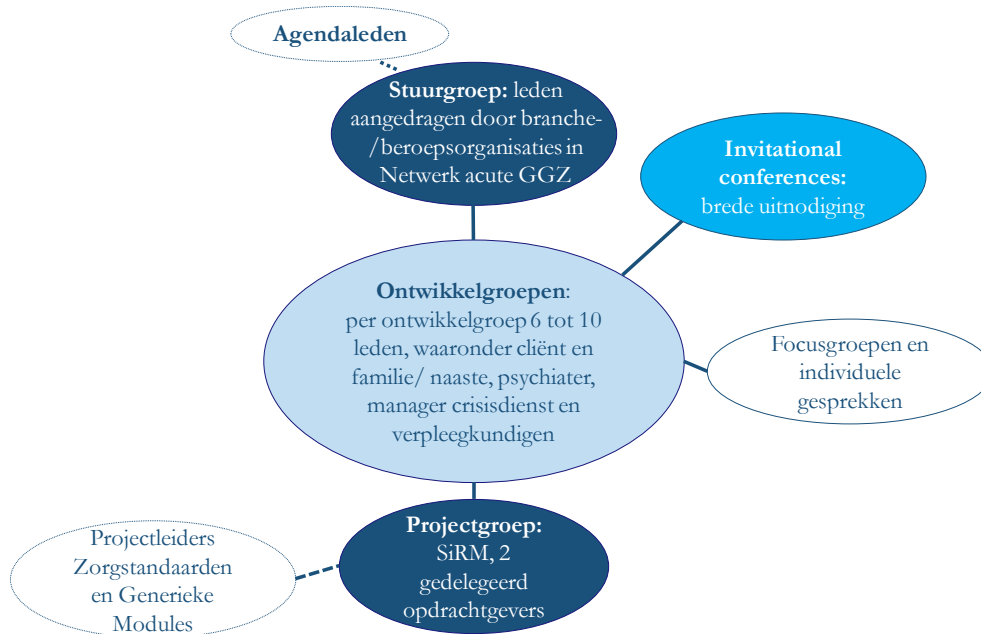 Agendaleden
Stuurgroep: leden
aangedragen door branche-
/beroepsorganisaties in
Netwerk acute GGZ
Invitational
conferences:
brede uitnodiging
Ontwikkelgroepen:
per ontwikkelgroep 6 tot 10
leden, waaronder cliënt en
familie/ naaste, psychiater,
manager crisisdienst en
verpleegkundigen
Focusgroepen en
individuele
gesprekken
Projectgroep:
SiRM, 2
gedelegeerd
opdrachtgevers
Projectleiders
Zorgstandaarden
en Generieke
Modules